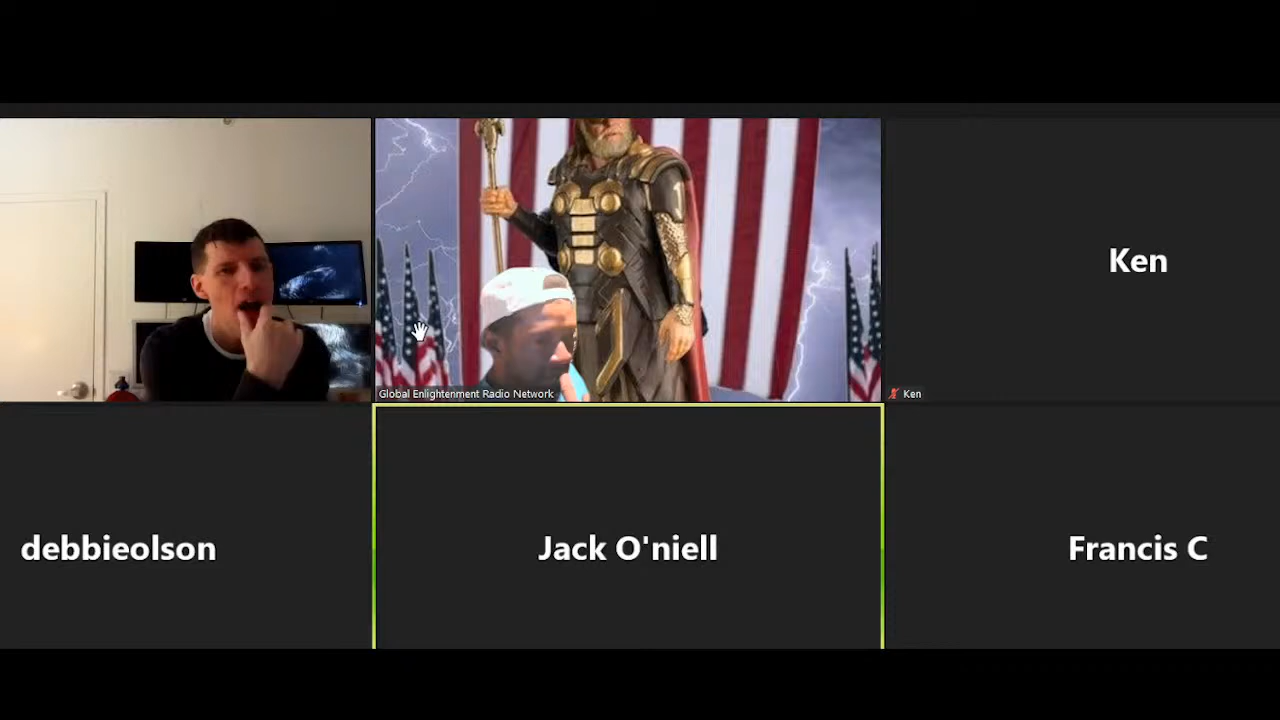 Ken
Global Enlightenment Radio Network
Ken
debbieolson
Jack O'niell
Francis C